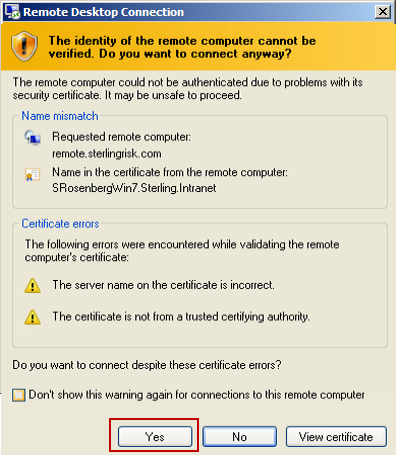 Remote Desktop Connection
The identity of the remote computer cannot be
verified. Do you want to connect anyway?
The remote computer could not be authenticated due to problems with its
security certificate. It may be unsafe to proceed.
Name mismatch
Requested remote computer:
remote.sterlingrisk.com
Name in the certificate from the remote computer:
SRosenbergWin7.Sterling.Intranet
Certificate errors
The following errors were encountered while validating the remote
computer's certificate:
The server name on the certificate is incorrect.
The certificate is not from a trusted certifying authority.
Do you want to connect despite these certificate errors?
Don't show this warning again for connections to this remote computer
Yes No View certificate